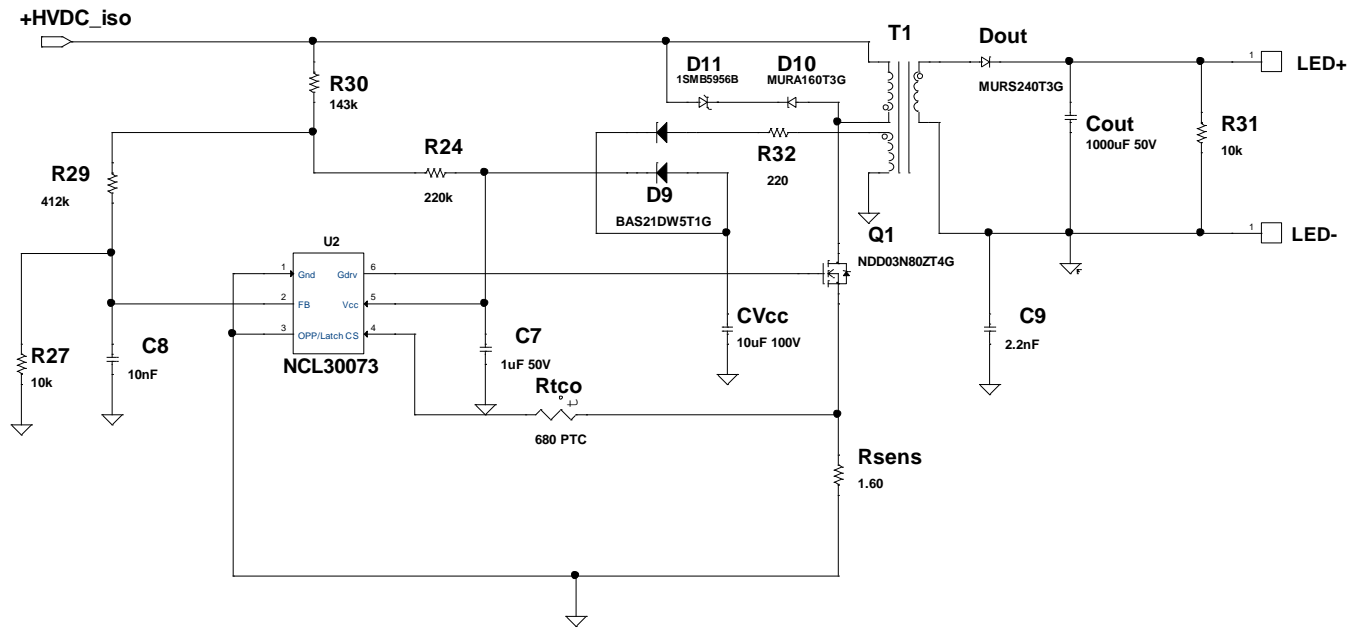 +HVDC_iso
T1
Dout
MURS240T3G
1
LED+
D11
1SMB5956B
D10
MURA160T3G
R30
143k
Cout
1000uF 50V
R31
10k
R24
220k
R32
220
R29
412k
D9
BAS21DW5T1G
Q1
NDD03N80ZT4G
1
LED-
U2
1
Gnd
Gdrv
6
2
FB
Vcc
5
3
OPP/Latch
CS
4
NCL30073
R27
10k
C8
10nF
C7
1uF 50V
CVcc
10uF 100V
C9
2.2nF
Rtco
t°
680 PTC
Rsens
1.60